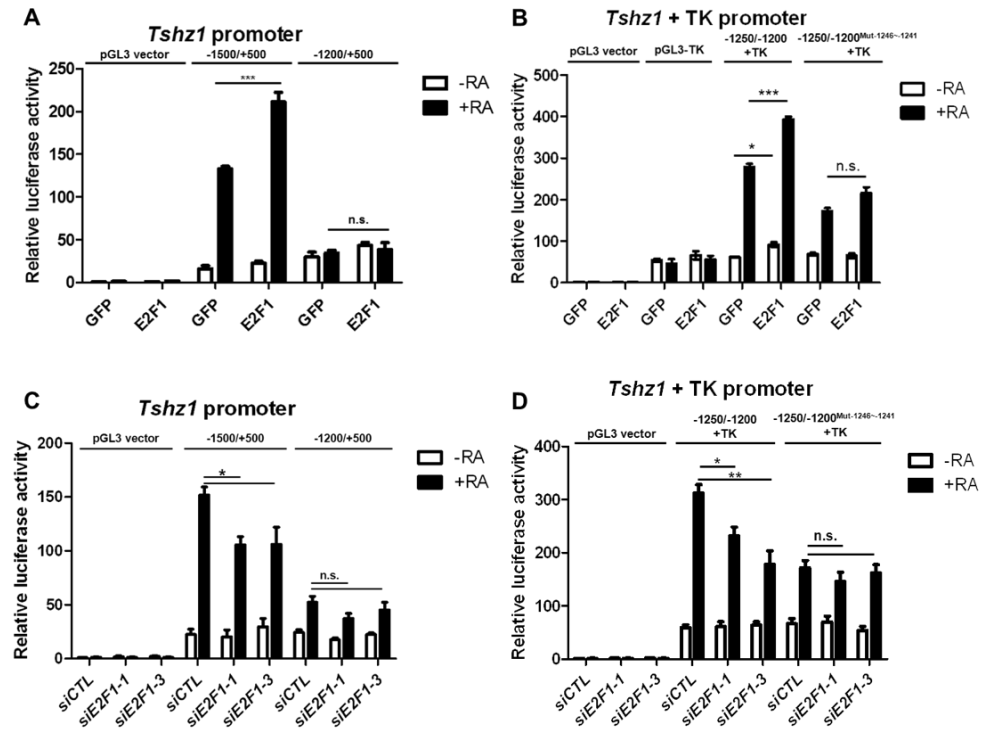 A
Tshz1 promoter
pGL3 vector -1500/+500 -1200/+500
Relative luciferase activity
250
200
150
100
50
0
***
n.s.
-RA
+RA
GFP E2F1 GFP E2F1 GFP E2F1
B
Tshz1 + TK promoter
pGL3 vector pGL3-TK -1250/-1200 +TK -1250/-1200Mut-1246~-1241 +TK
Relative luciferase activity
500
400
300
200
100
0
*
***
n.s.
-RA
+RA
GFP E2F1 GFP E2F1 GFP E2F1 GFP E2F1
C
Tshz1 promoter
pGL3 vector -1500/+500 -1200/+500
Relative luciferase activity
200
150
100
50
0
*
n.s.
-RA
+RA
siCTL siE2F1-1 siE2F1-3 siCTL siE2F1-1 siE2F1-3 siCTL siE2F1-1 siE2F1-3
D
Tshz1 + TK promoter
pGL3 vector -1250/-1200 +TK -1250/-1200Mut-1246~-1241 +TK
Relative luciferase activity
400
300
200
100
0
*
**
n.s.
-RA
+RA
siCTL siE2F1-1 siE2F1-3 siCTL siE2F1-1 siE2F1-3 siCTL siE2F1-1 siE2F1-3